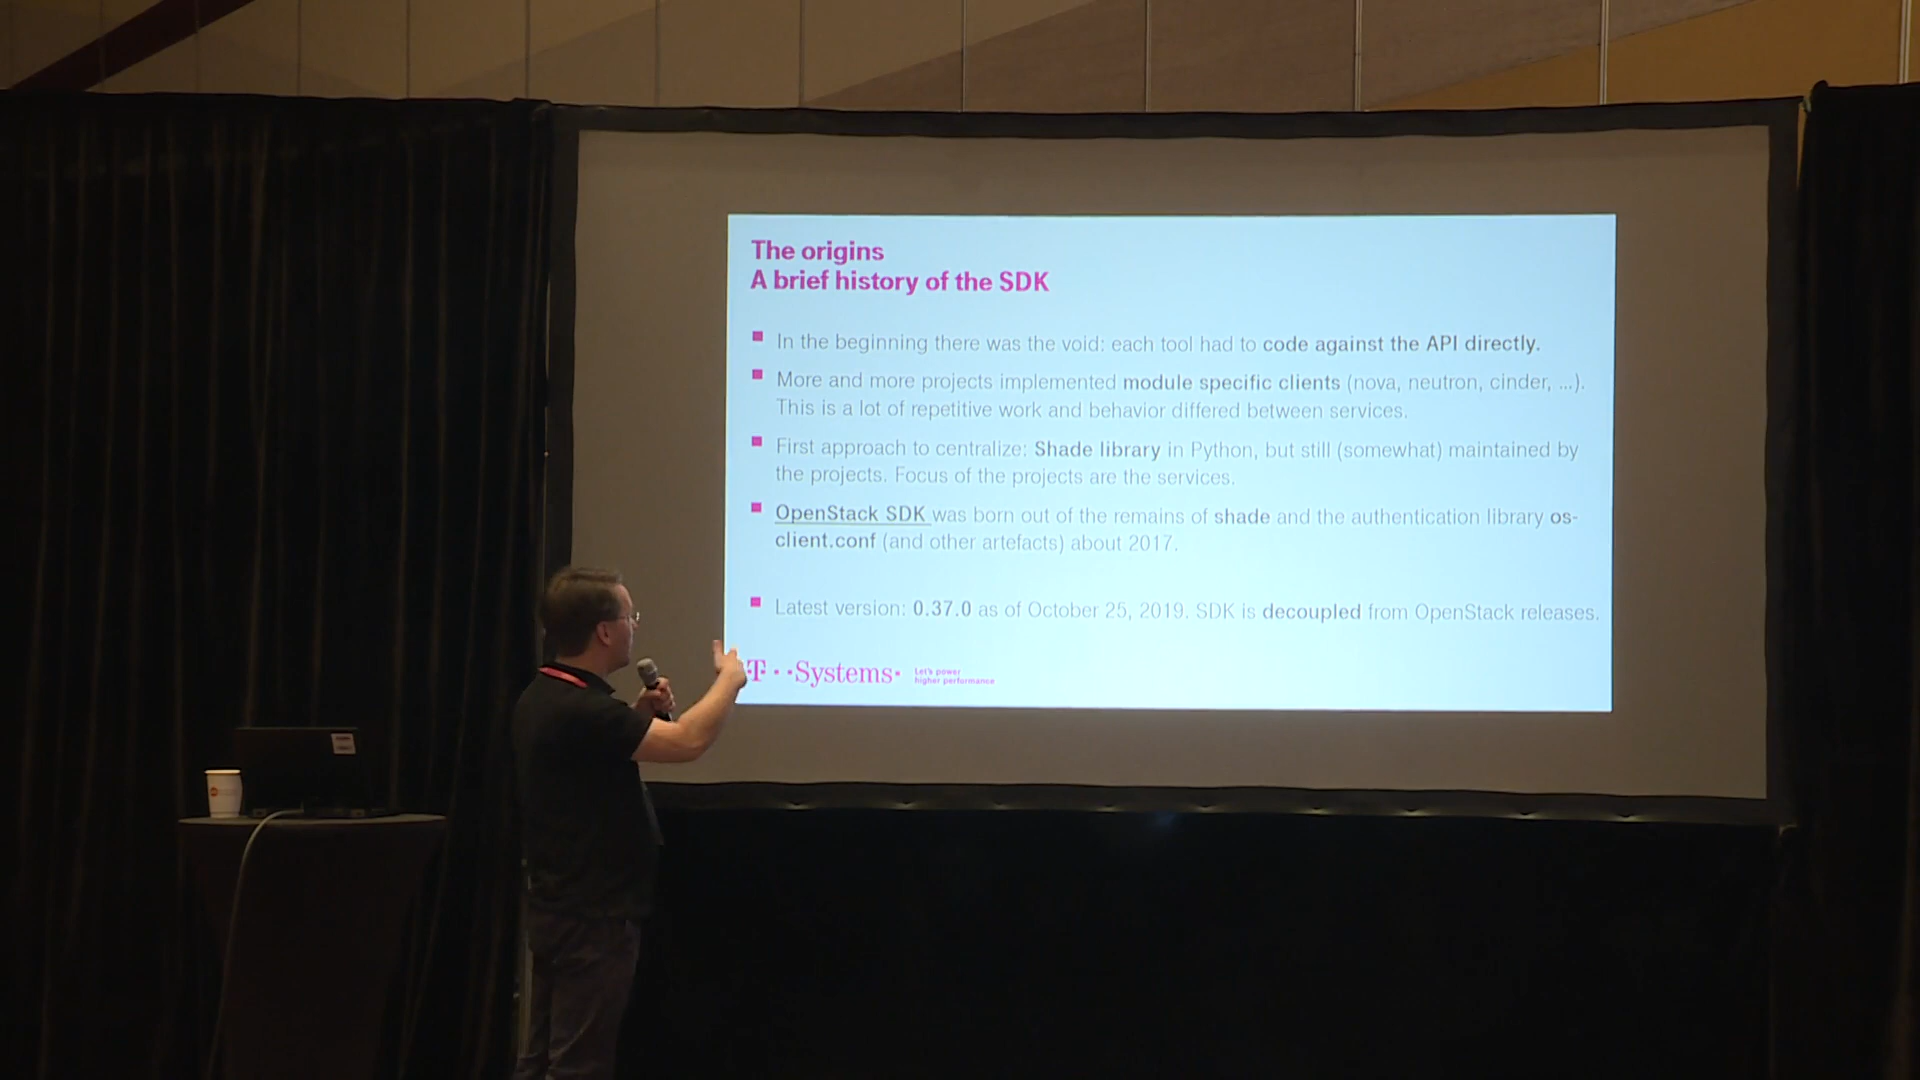 The origins
A brief history of the SDK
In the beginning there was the void: each tool had to code against the API directly.
More and more projects implemented module specific clients (nova, neutron, cinder, ...).
This is a lot of repetitive work and behavior differed between services.
First approach to centralize: Shade library in Python, but still (somewhat) maintained by
the projects. Focus of the projects are the services.
OpenStack SDK was born out of the remains of shade and the authentication library os-
client.conf (and other artefacts) about 2017.
Latest version: 0.37.0 as of October 25, 2019. SDK is decoupled from OpenStack releases.
T··Systems·
Let's power
higher performance